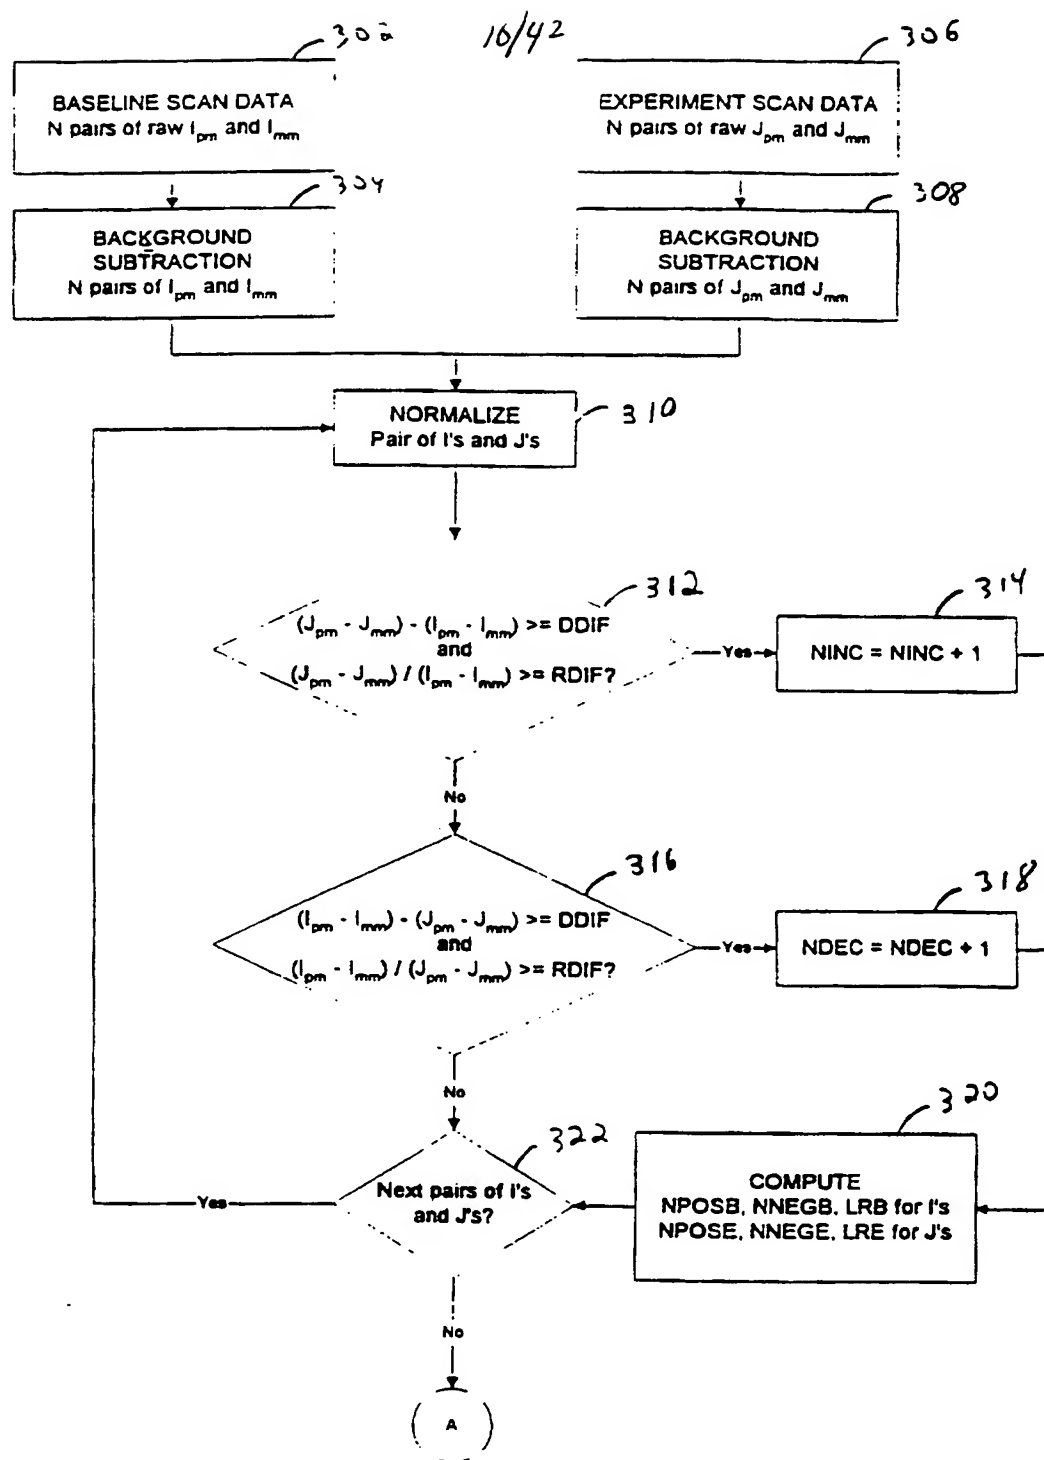 302
10/42
306
BASELINE SCAN DATA
N pairs of raw Ipm and Imm
EXPERIMENT SCAN DATA
N pairs of raw Jpm and Jmm
304
308
BACKGROUND
SUBTRACTION
N pairs of Ipm and Imm
BACKGROUND
SUBTRACTION
N pairs of Jpm and Jmm
NORMALIZE
Pair of I's and J's
310
312
(Jpm - Jmm) - (Ipm - Imm) >= DDIF
and
(Jpm - Jmm) / (Ipm - Imm) >= RDIF?
Yes
314
NINC = NINC + 1
No
316
(Ipm - Imm) - (Jpm - Jmm) >= DDIF
and
(Ipm - Imm) / (Jpm - Jmm) >= RDIF?
Yes
318
NDEC = NDEC + 1
No
322
Next pairs of I's
and J's?
Yes
320
COMPUTE
NPOSB, NNEGB, LRB for I's
NPOSE, NNEGE, LRE for J's
No
A